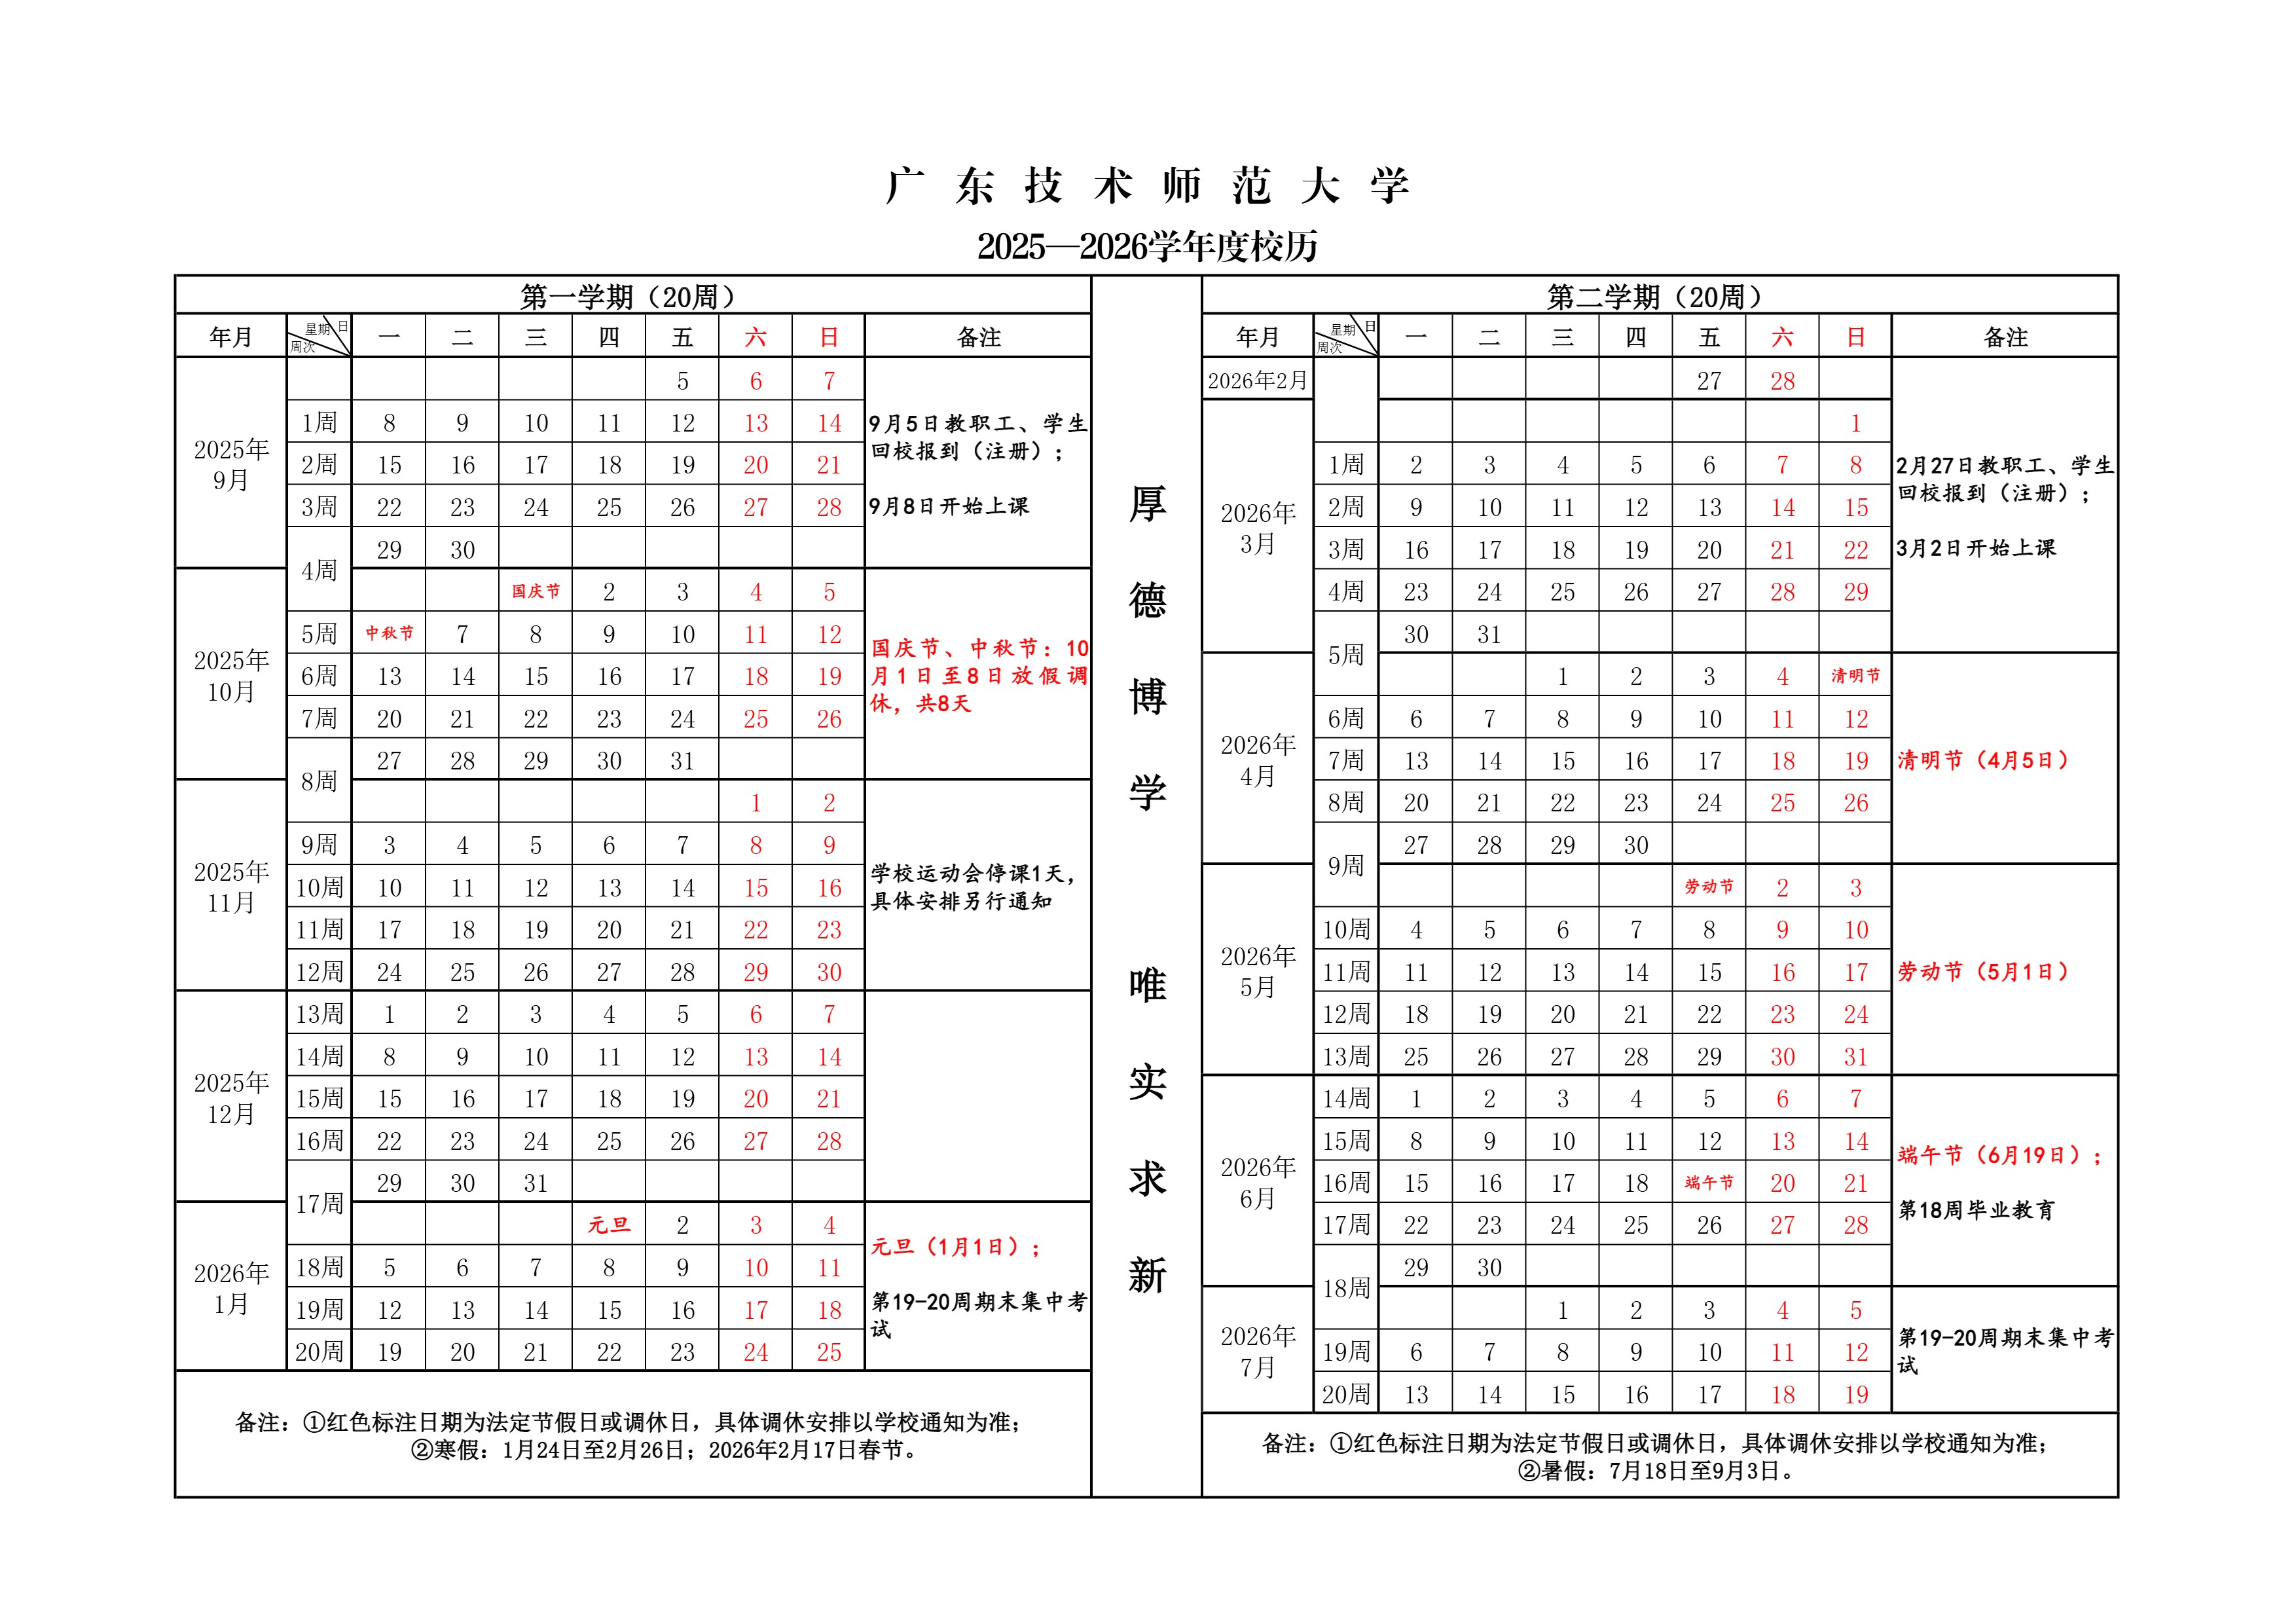 广东技术师范大学
2025—2026学年度校历
第一学期（20周）
年月 星期 日 周次 一 二 三 四 五 六 日 备注
2025年9月
5 6 7
1周 8 9 10 11 12 13 14
2周 15 16 17 18 19 20 21
3周 22 23 24 25 26 27 28
4周 29 30
9月5日教职工、学生
回校报到（注册）；
9月8日开始上课
2025年10月
国庆节 2 3 4 5
5周 中秋节 7 8 9 10 11 12
6周 13 14 15 16 17 18 19
7周 20 21 22 23 24 25 26
8周 27 28 29 30 31
国庆节、中秋节：10
月1日至8日放假调
休，共8天
2025年11月
1 2
9周 3 4 5 6 7 8 9
10周 10 11 12 13 14 15 16
11周 17 18 19 20 21 22 23
12周 24 25 26 27 28 29 30
学校运动会停课1天，
具体安排另行通知
2025年12月
13周 1 2 3 4 5 6 7
14周 8 9 10 11 12 13 14
15周 15 16 17 18 19 20 21
16周 22 23 24 25 26 27 28
17周 29 30 31
2026年1月
元旦 2 3 4
18周 5 6 7 8 9 10 11
19周 12 13 14 15 16 17 18
20周 19 20 21 22 23 24 25
元旦（1月1日）；
第19-20周期末集中考
试
备注：①红色标注日期为法定节假日或调休日，具体调休安排以学校通知为准；
②寒假：1月24日至2月26日；2026年2月17日春节。
厚德博学 唯实求新
第二学期（20周）
年月 星期 日 周次 一 二 三 四 五 六 日 备注
2026年2月 27 28
2026年3月
1
1周 2 3 4 5 6 7 8
2周 9 10 11 12 13 14 15
3周 16 17 18 19 20 21 22
4周 23 24 25 26 27 28 29
5周 30 31
2月27日教职工、学生
回校报到（注册）；
3月2日开始上课
2026年4月
1 2 3 4 清明节
6周 6 7 8 9 10 11 12
7周 13 14 15 16 17 18 19
8周 20 21 22 23 24 25 26
9周 27 28 29 30
清明节（4月5日）
2026年5月
劳动节 2 3
10周 4 5 6 7 8 9 10
11周 11 12 13 14 15 16 17
12周 18 19 20 21 22 23 24
13周 25 26 27 28 29 30 31
劳动节（5月1日）
2026年6月
14周 1 2 3 4 5 6 7
15周 8 9 10 11 12 13 14
16周 15 16 17 18 端午节 20 21
17周 22 23 24 25 26 27 28
18周 29 30
端午节（6月19日）；
第18周毕业教育
2026年7月
1 2 3 4 5
19周 6 7 8 9 10 11 12
20周 13 14 15 16 17 18 19
第19-20周期末集中考
试
备注：①红色标注日期为法定节假日或调休日，具体调休安排以学校通知为准；
②暑假：7月18日至9月3日。